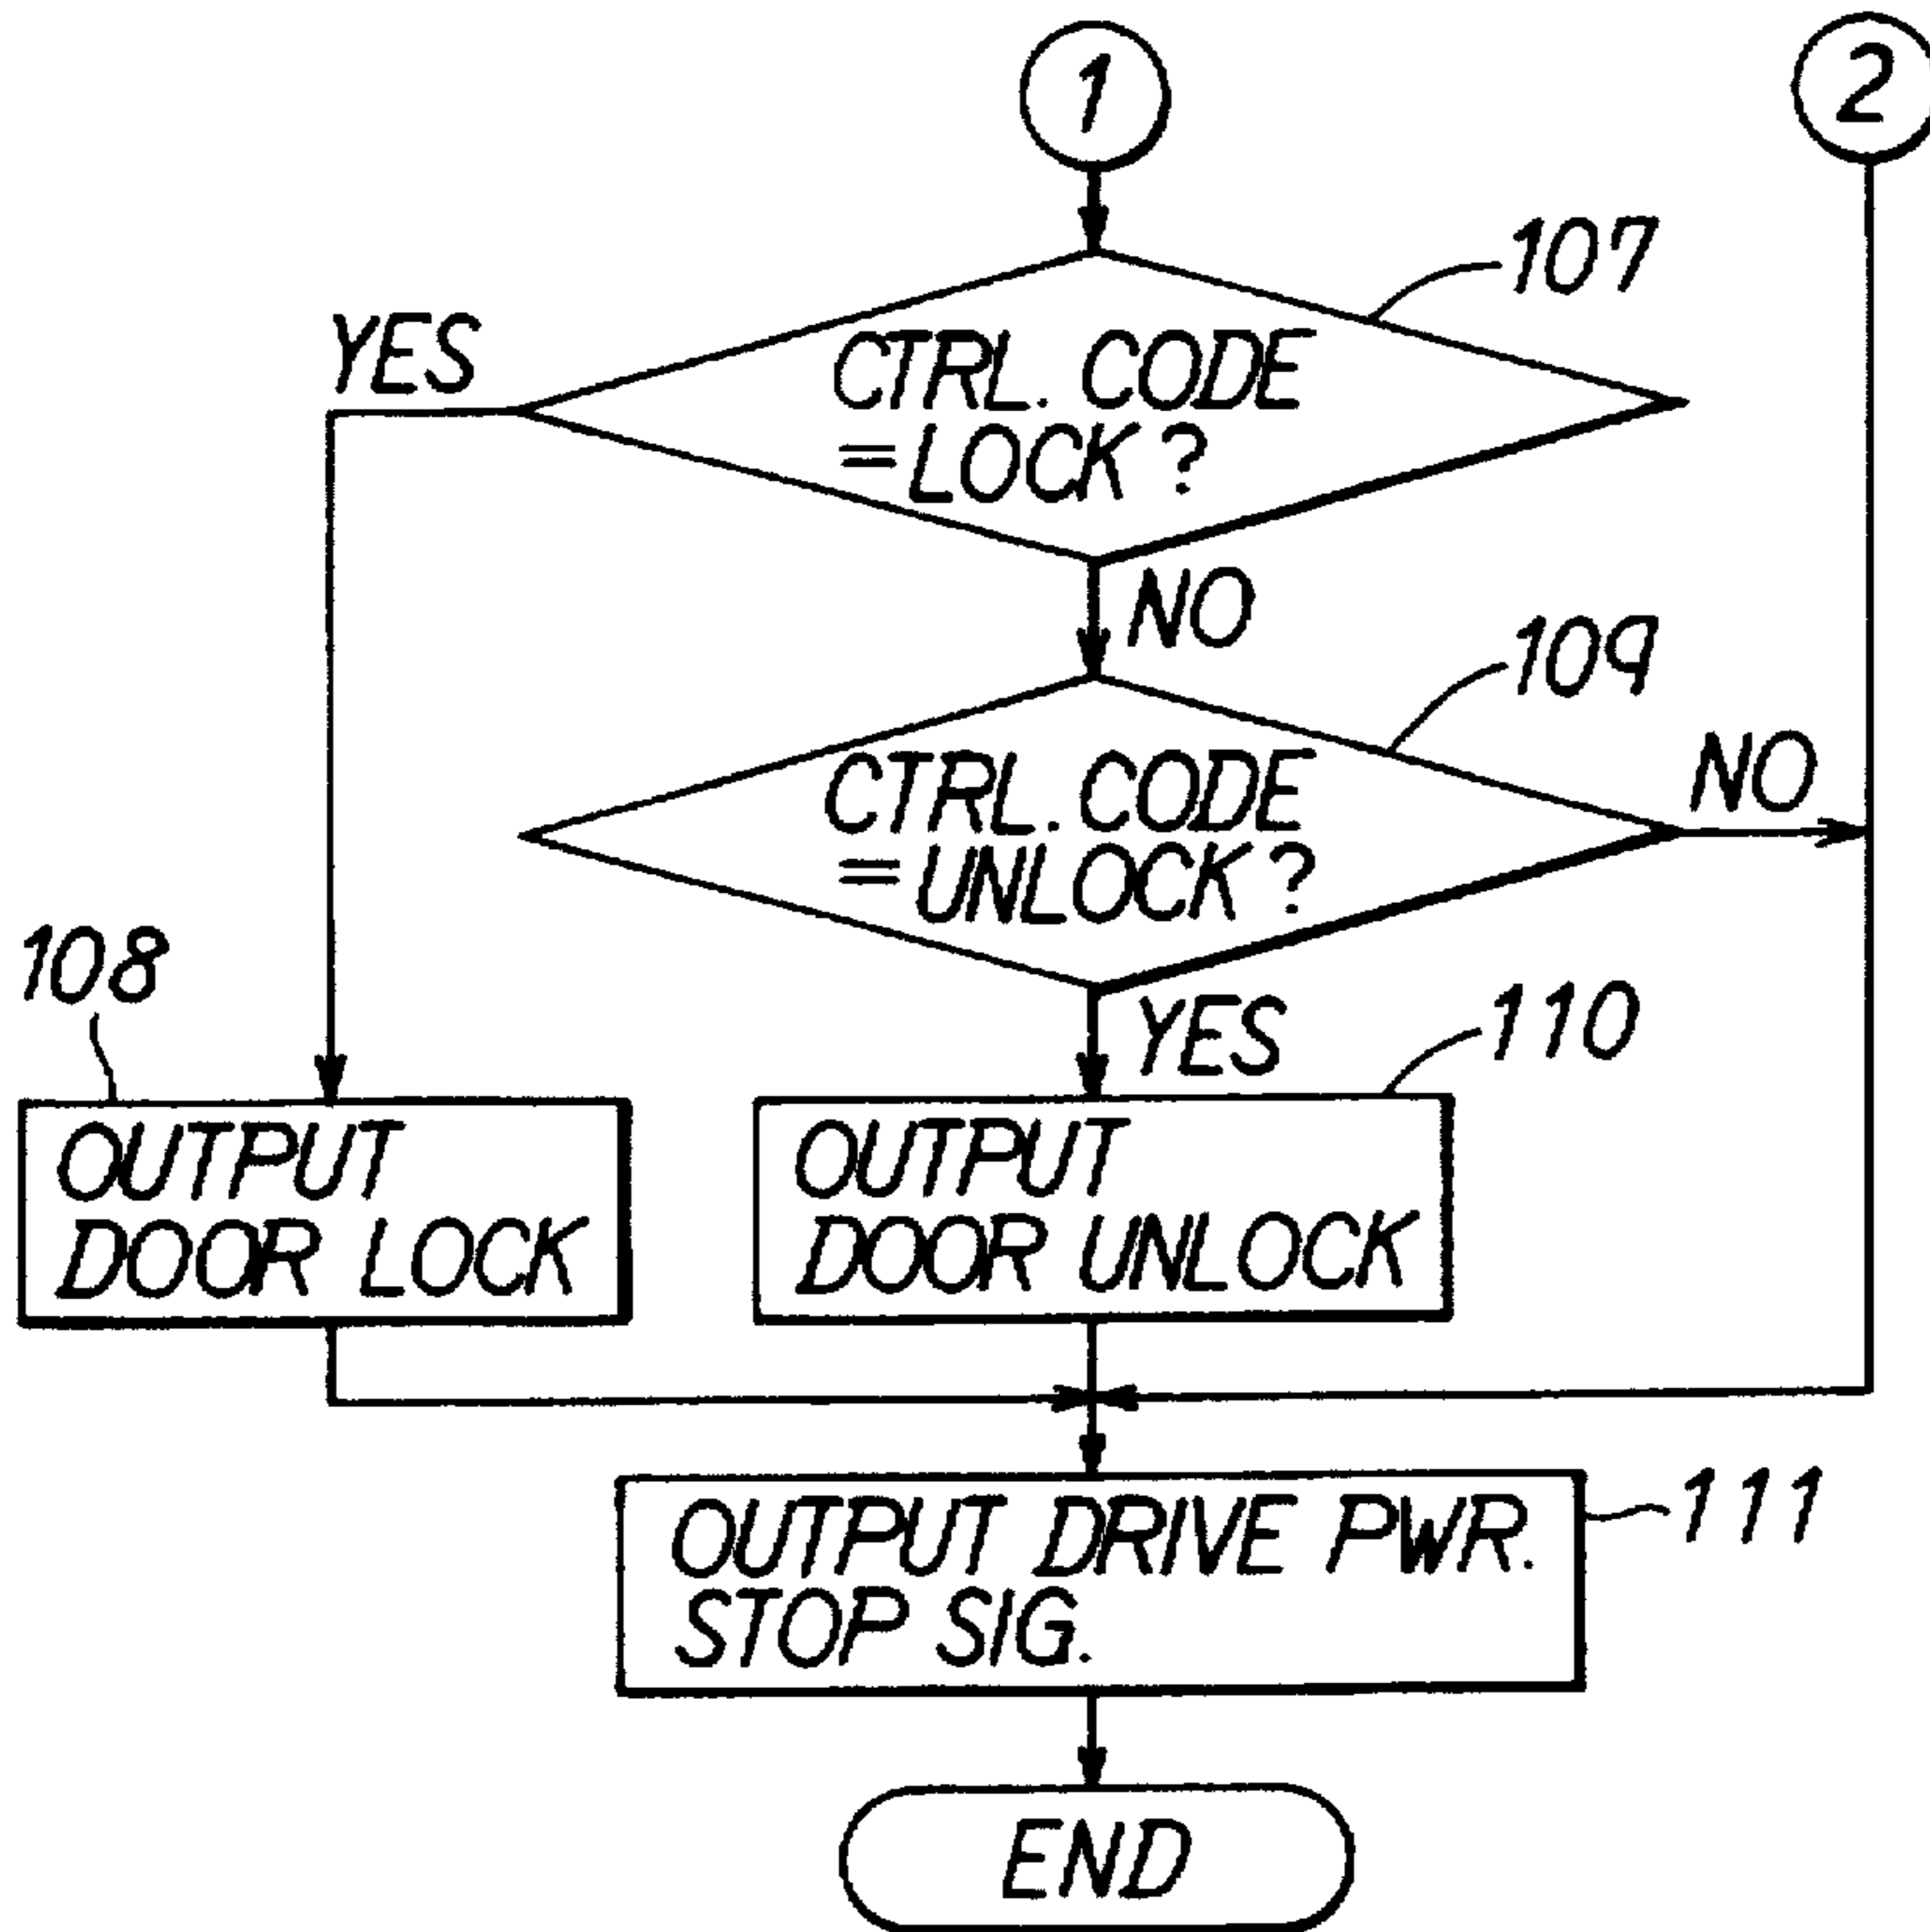 1
2
107
YES
CTRL. CODE
=LOCK?
NO
109
CTRL. CODE
=UNLOCK?
NO
108
YES
110
OUTPUT
DOOR LOCK
OUTPUT
DOOR UNLOCK
OUTPUT DRIVE PWR.
STOP SIG.
111
END